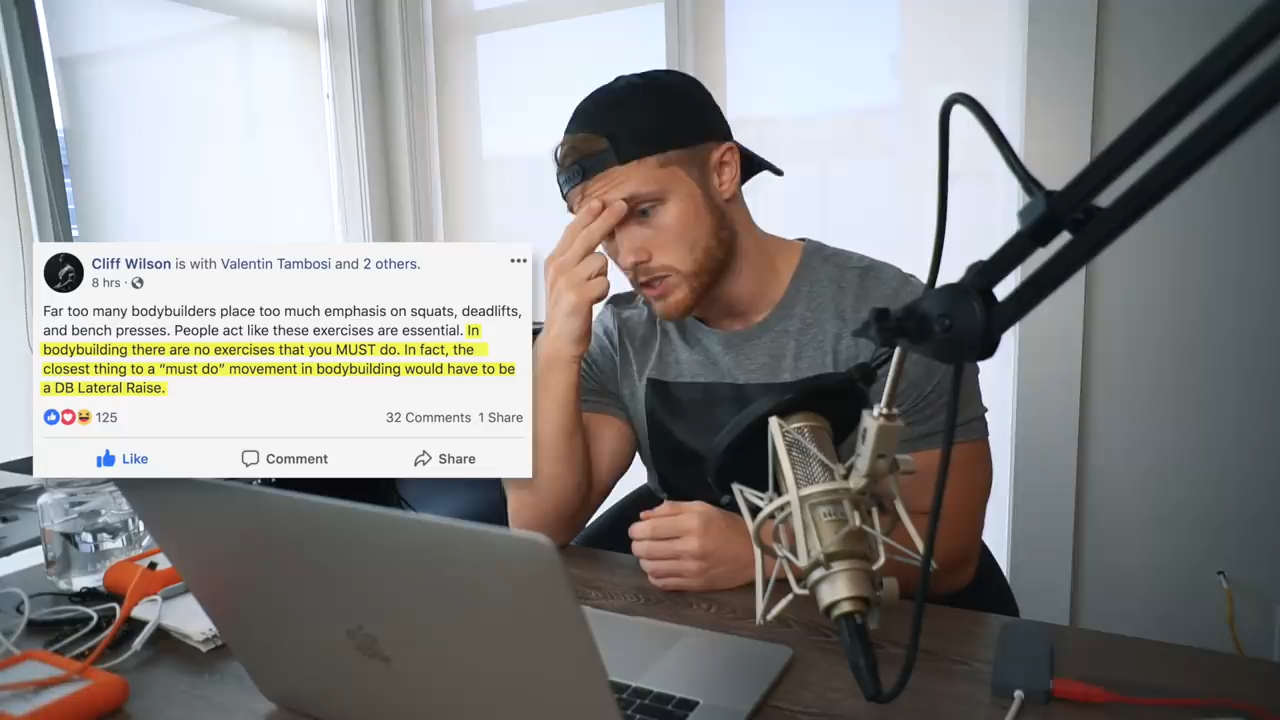 Cliff Wilson is with Valentin Tambosi and 2 others.
8 hrs ·
Far too many bodybuilders place too much emphasis on squats, deadlifts,
and bench presses. People act like these exercises are essential. In
bodybuilding there are no exercises that you MUST do. In fact, the
closest thing to a “must do” movement in bodybuilding would have to be
a DB Lateral Raise.
125
32 Comments 1 Share
Like Comment Share